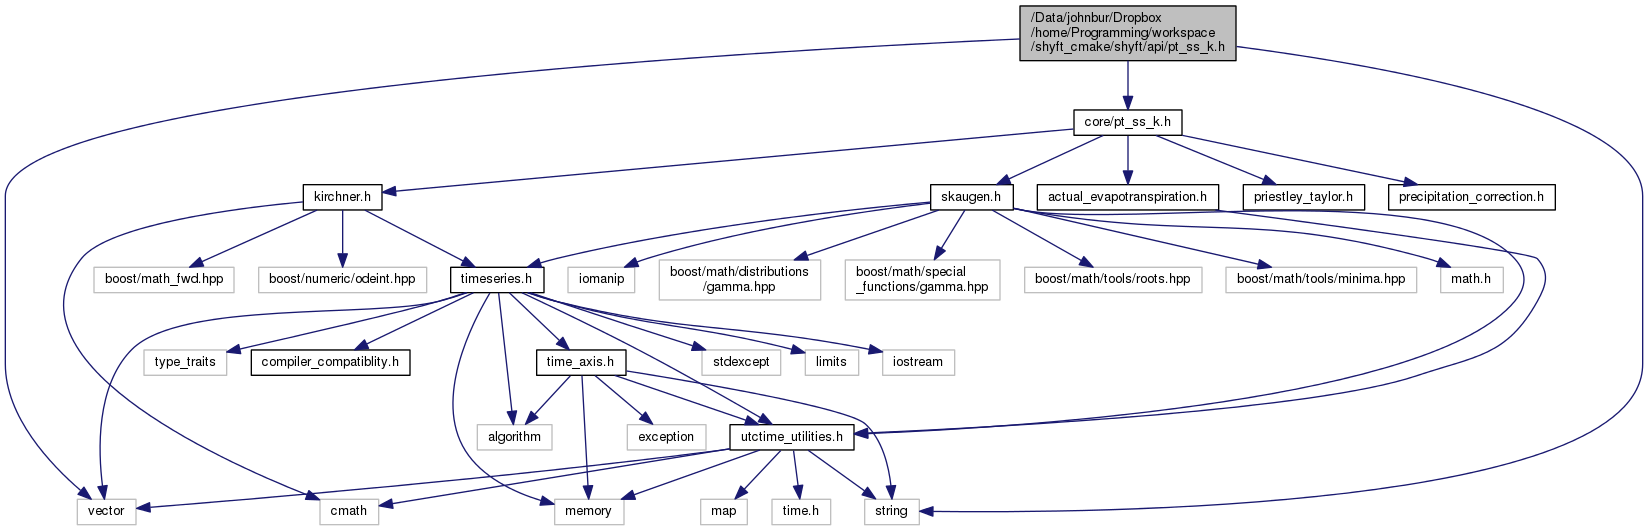 /Data/johnbur/Dropbox
/home/Programming/workspace
/shyft_cmake/shyft/api/pt_ss_k.h
core/pt_ss_k.h
kirchner.h
skaugen.h
actual_evapotranspiration.h
priestley_taylor.h
precipitation_correction.h
boost/math_fwd.hpp
boost/numeric/odeint.hpp
timeseries.h
iomanip
boost/math/distributions
/gamma.hpp
boost/math/special
_functions/gamma.hpp
boost/math/tools/roots.hpp
boost/math/tools/minima.hpp
math.h
type_traits
compiler_compatiblity.h
time_axis.h
stdexcept
limits
iostream
algorithm
exception
utctime_utilities.h
vector
cmath
memory
map
time.h
string